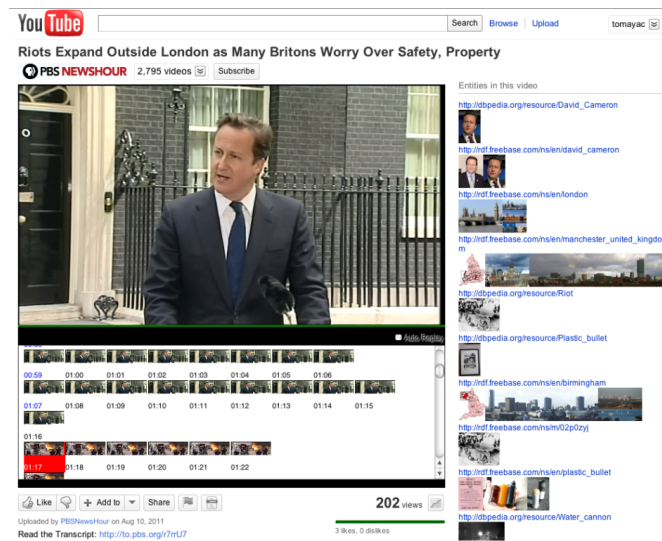 You Tube
Search Browse Upload tomayac
Riots Expand Outside London as Many Britons Worry Over Safety, Property
PBS NEWSHOUR 2,795 videos Subscribe
Entities in this video
http://dbpedia.org/resource/David_Cameron
http://rdf.freebase.com/ns/en/david_cameron
http://rdf.freebase.com/ns/en/london
http://rdf.freebase.com/ns/en/manchester_united_kingdo
m
http://dbpedia.org/resource/Riot
http://dbpedia.org/resource/Plastic_bullet
http://rdf.freebase.com/ns/en/birmingham
http://rdf.freebase.com/ns/m/02p0zyj
http://rdf.freebase.com/ns/en/plastic_bullet
http://dbpedia.org/resource/Water_cannon
Auto Replay
00:59 01:00 01:01 01:02 01:03 01:04 01:05 01:06
01:07 01:08 01:09 01:10 01:11 01:12 01:13 01:14 01:15
01:16
01:17 01:18 01:19 01:20 01:21 01:22
Like Add to Share 202 views
Uploaded by PBSNewsHour on Aug 10, 2011
3 likes, 0 dislikes
Read the Transcript: http://to.pbs.org/r7rrU7